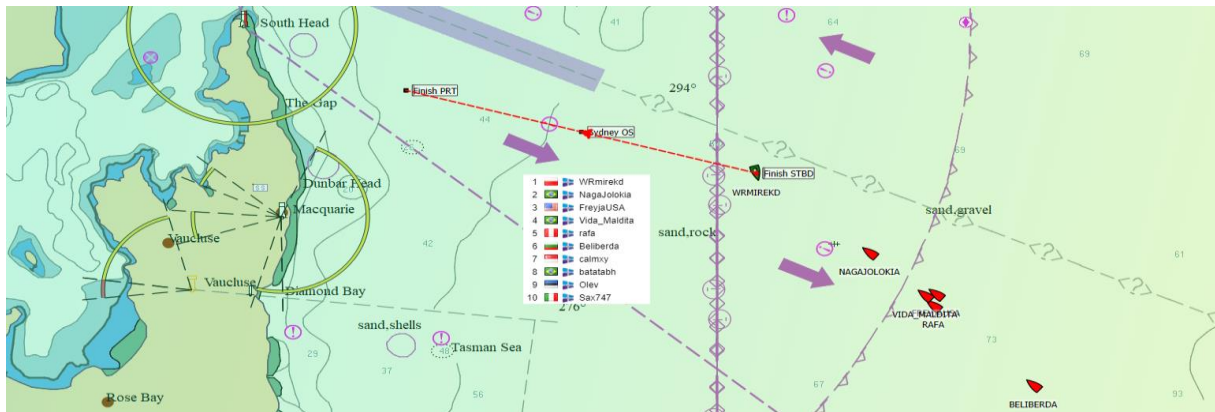 South Head
41
64
69
Finish PRT
The Gap
294°
<?>
44
Sydney OS
<?>
69
Finish STBD
WRMIREKD
Dunbar Head
Macquarie
1 WRmirekd
2 NagaJolokia
3 FreyjaUSA
4 Vida_Maldita
5 rafa
6 Beliberda
7 calmxy
8 batatabh
9 Olev
10 Sax747
<?>
sand,gravel
sand,rock
<?>
Vaucluse
42
61
NAGAJOLOKIA
Vaucluse
Diamond Bay
276°
VIDA_MALDITA
RAFA
sand,shells
Tasman Sea
48
29
73
37
67
56
93
Rose Bay
BELIBERDA